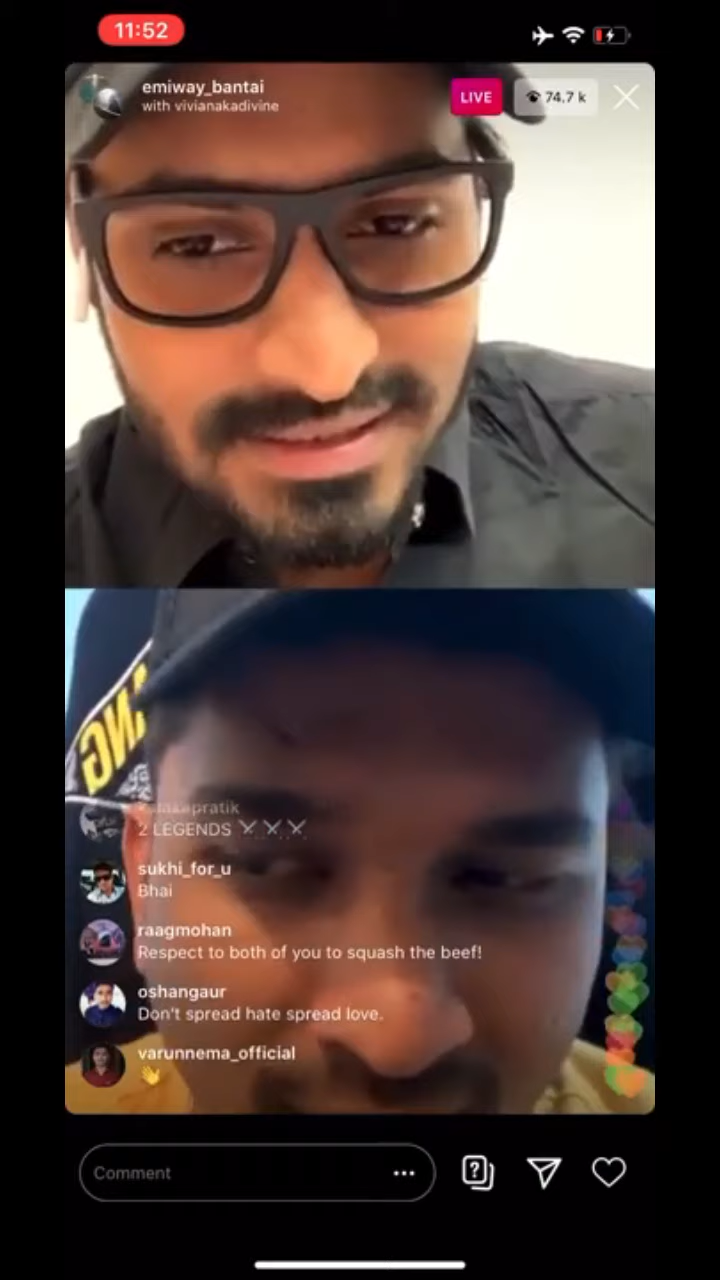 11:52
emiway_bantai
with vivianakadivine
LIVE
74.7 k
2 LEGENDS ⚔⚔⚔
sukhi_for_u
Bhai
raagmohan
Respect to both of you to squash the beef!
oshangaur
Don't spread hate spread love.
varunnema_official
👋
Comment